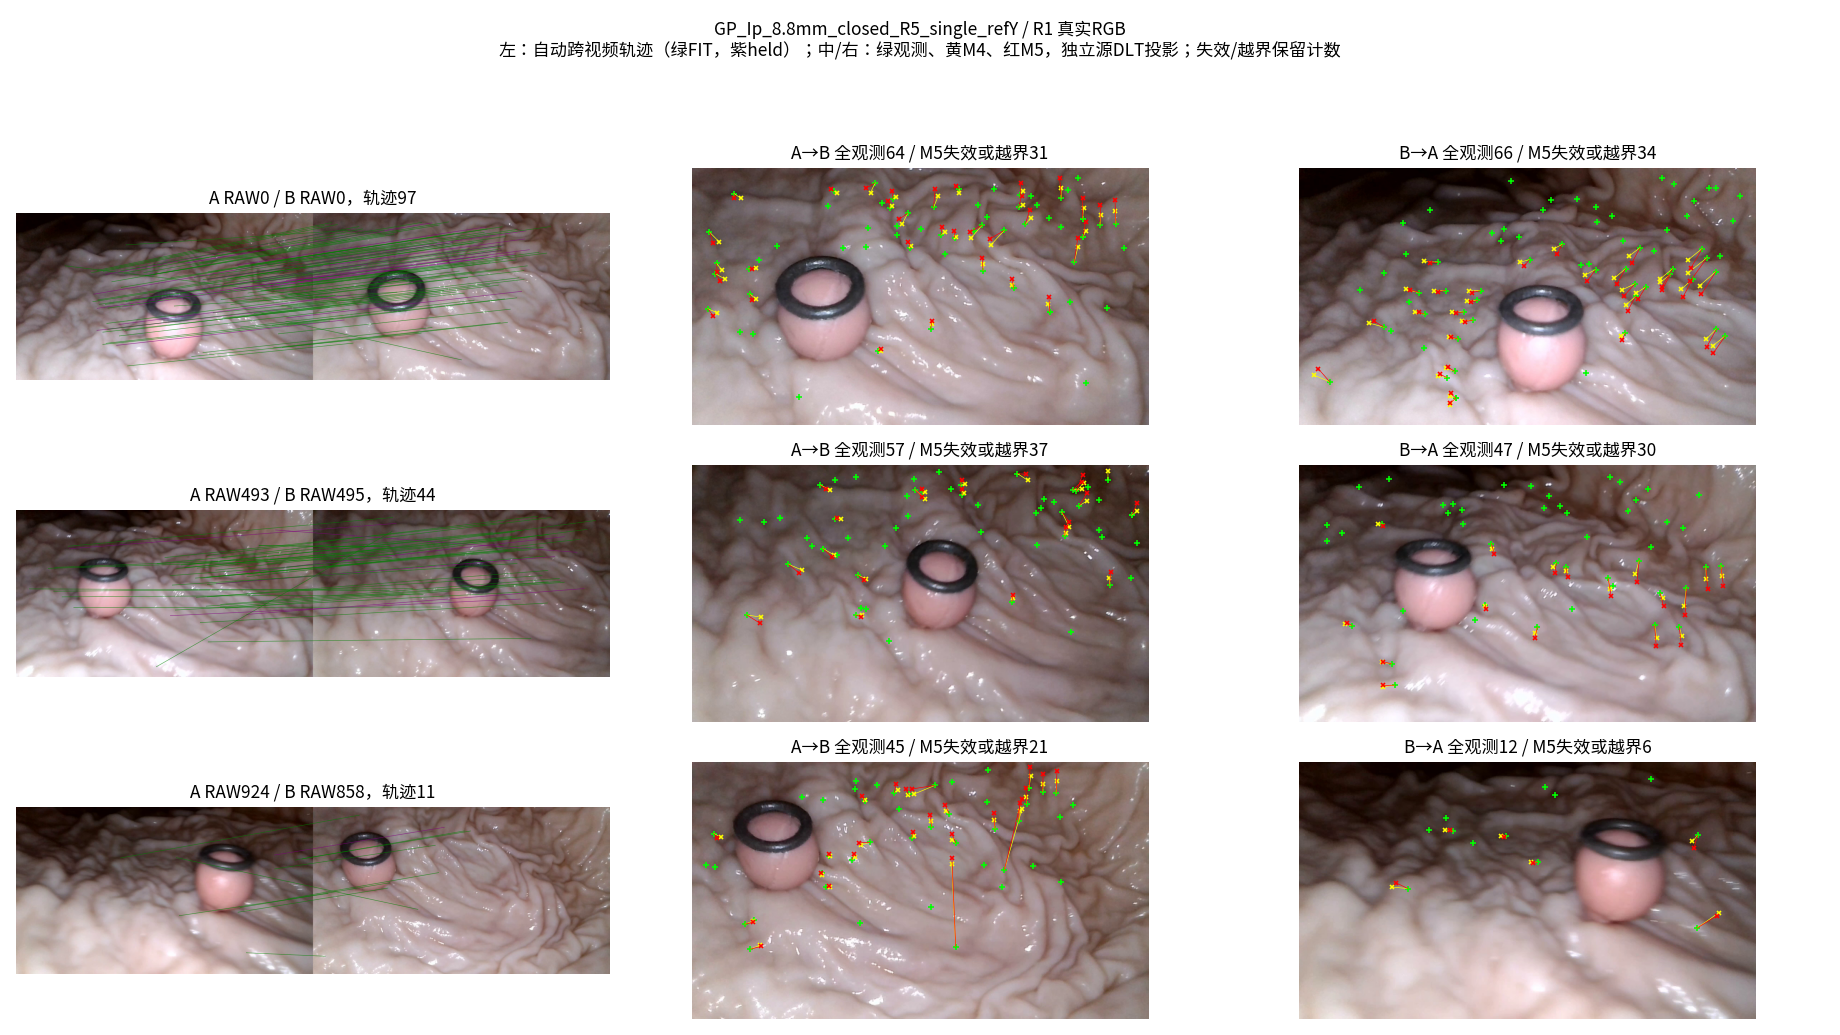 GP_Ip_8.8mm_closed_R5_single_refY / R1 真实RGB
左：自动跨视频轨迹（绿FIT，紫held）；中/右：绿观测、黄M4、红M5，独立源DLT投影；失效/越界保留计数
A RAW0 / B RAW0，轨迹97
A→B 全观测64 / M5失效或越界31
B→A 全观测66 / M5失效或越界34
A RAW493 / B RAW495，轨迹44
A→B 全观测57 / M5失效或越界37
B→A 全观测47 / M5失效或越界30
A RAW924 / B RAW858，轨迹11
A→B 全观测45 / M5失效或越界21
B→A 全观测12 / M5失效或越界6